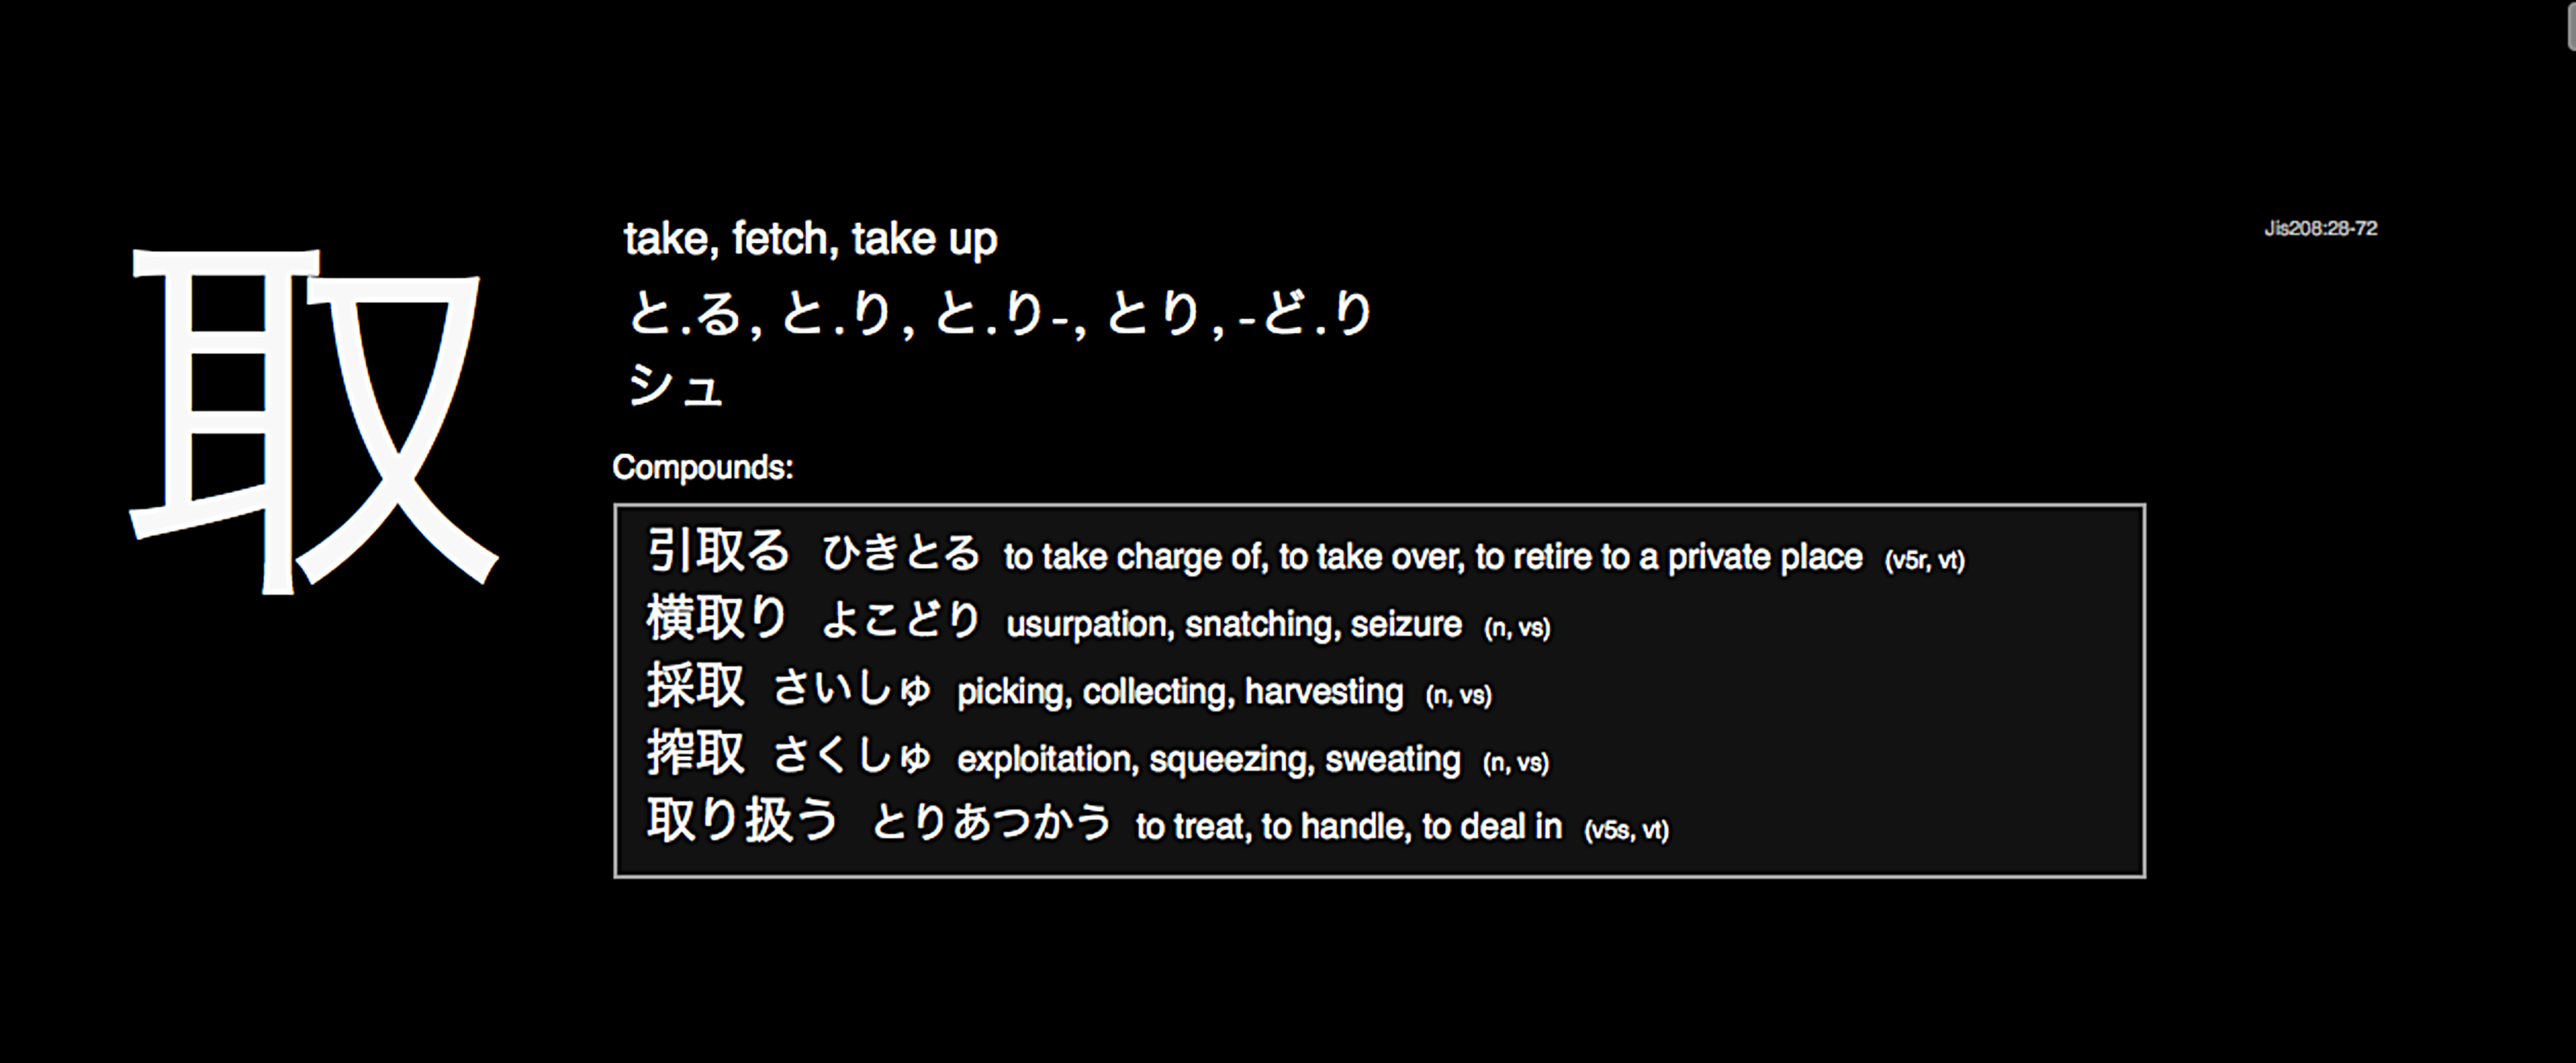 取
take, fetch, take up
Jis208:28-72
と.る, と.り, と.り-, とり, -ど.り
シュ
Compounds:
引取る ひきとる to take charge of, to take over, to retire to a private place (v5r, vt)
横取り よこどり usurpation, snatching, seizure (n, vs)
採取 さいしゅ picking, collecting, harvesting (n, vs)
搾取 さくしゅ exploitation, squeezing, sweating (n, vs)
取り扱う とりあつかう to treat, to handle, to deal in (v5s, vt)